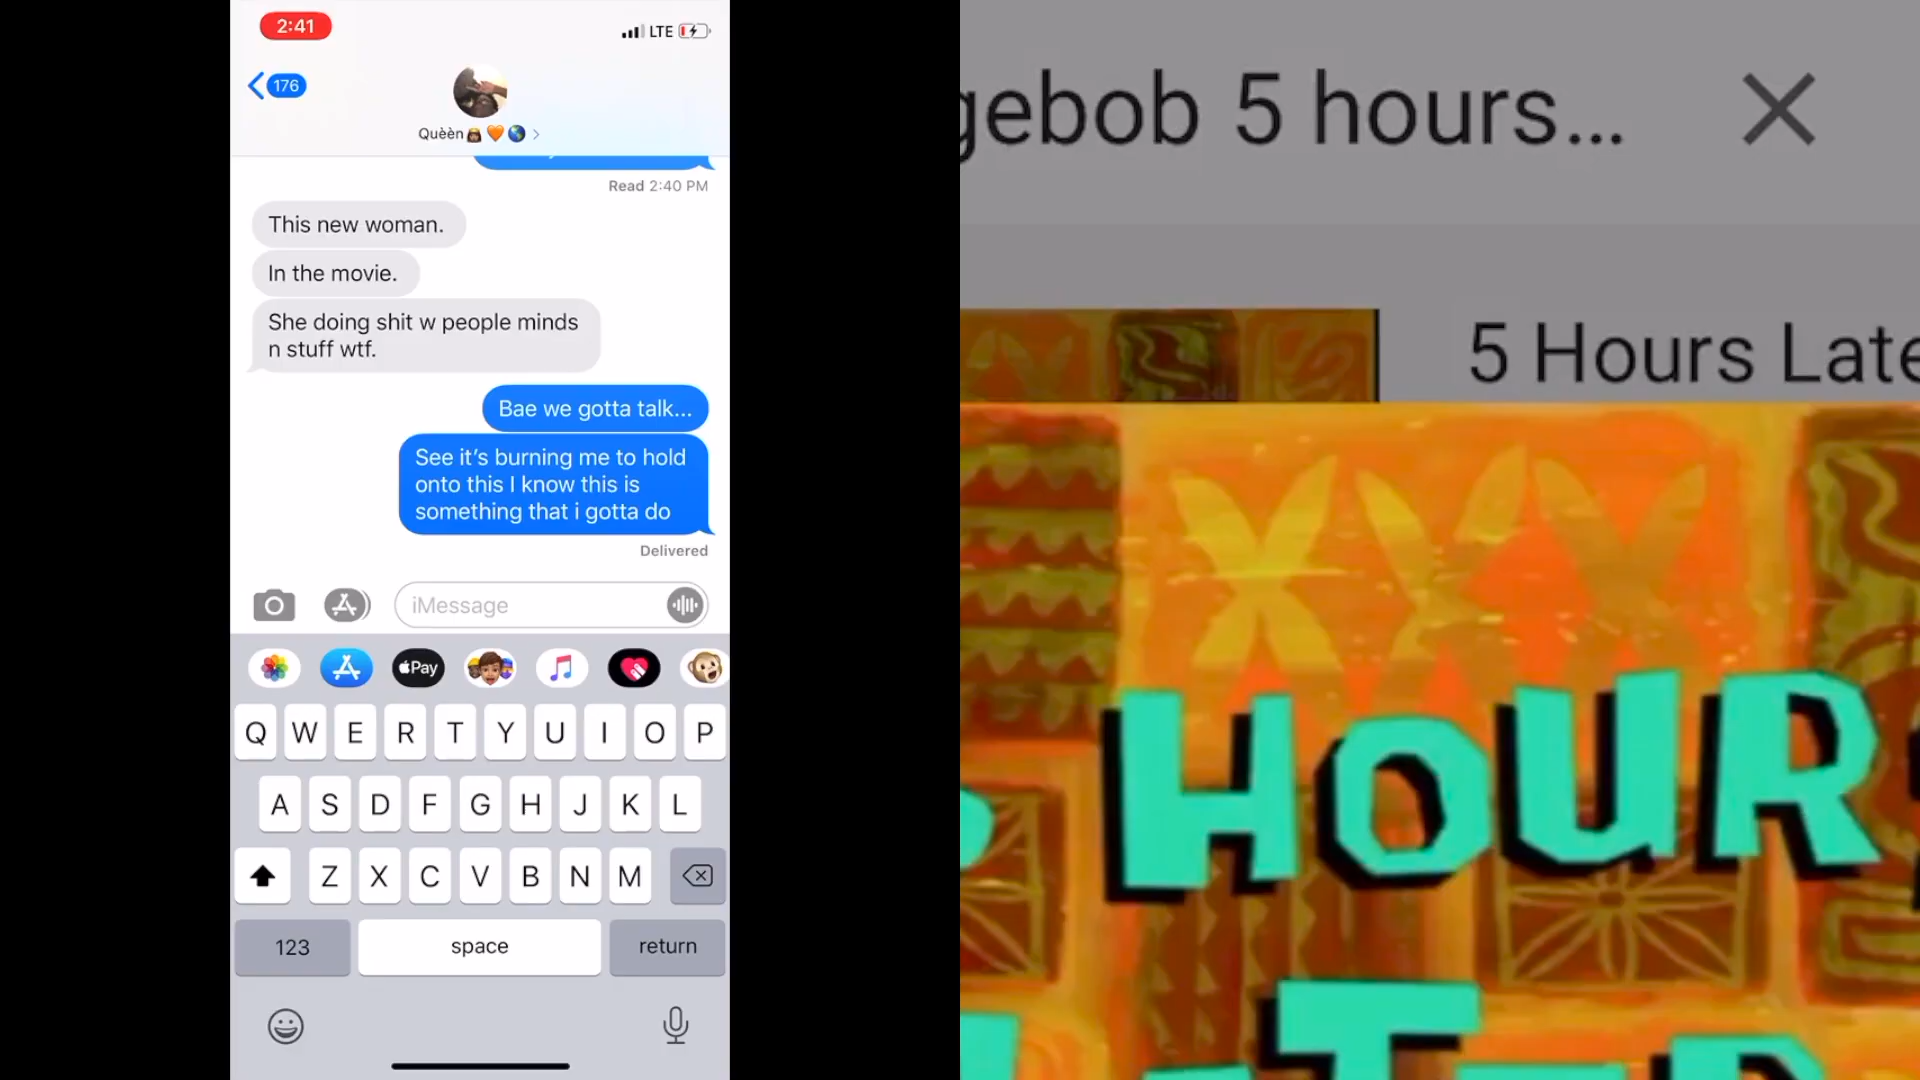 2:41
LTE
176
Quèèn
Read 2:40 PM
This new woman.
In the movie.
She doing shit w people minds
n stuff wtf.
Bae we gotta talk...
See it’s burning me to hold
onto this I know this is
something that i gotta do
Delivered
iMessage
Pay
Q W E R T Y U I O P
A S D F G H J K L
Z X C V B N M
123 space return
gebob 5 hours...
5 Hours Late
HOURS